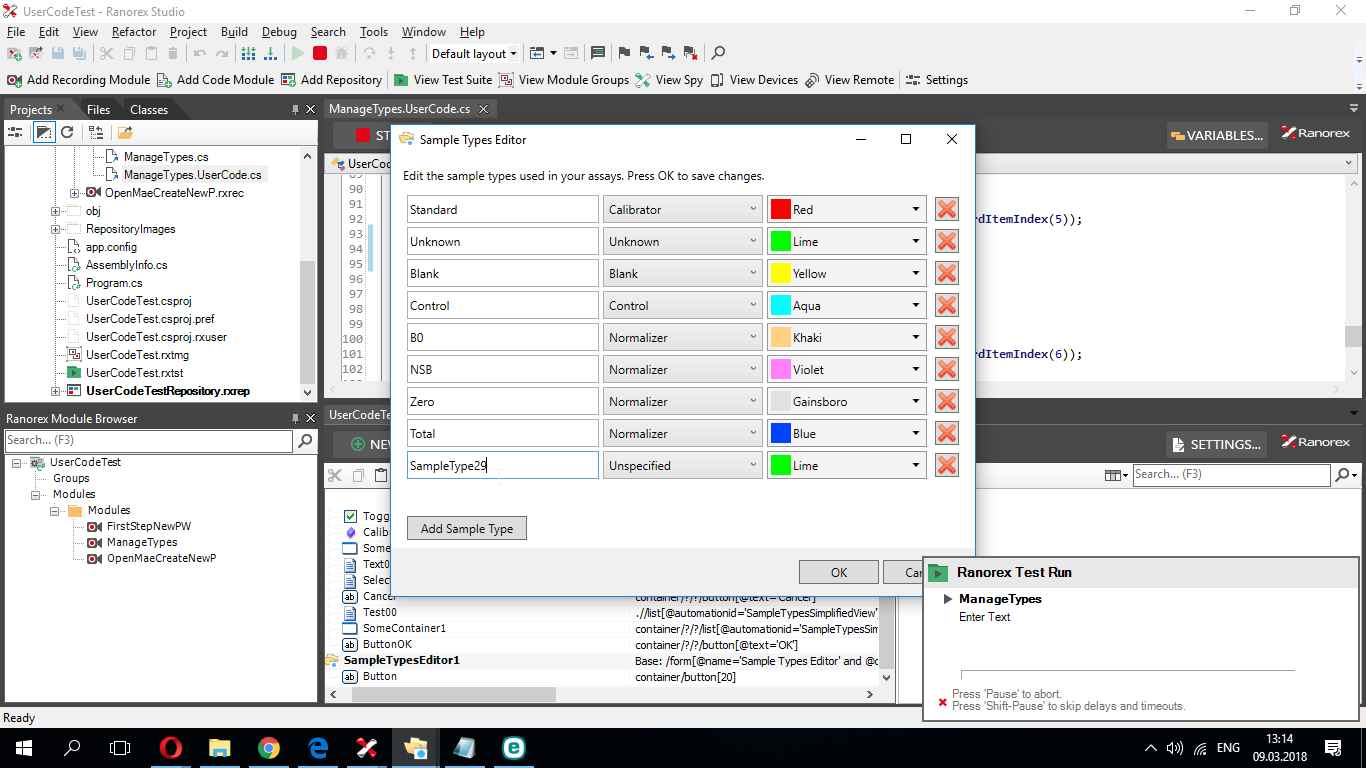 UserCodeTest - Ranorex Studio
File Edit View Refactor Project Build Debug Search Tools Window Help
Default layout
Add Recording Module Add Code Module Add Repository View Test Suite View Module Groups View Spy View Devices View Remote Settings
Projects Files Classes
ManageTypes.UserCode.cs
VARIABLES... Ranorex
ManageTypes.cs
ManageTypes.UserCode.cs
OpenMaeCreateNewP.rxrec
obj
RepositoryImages
app.config
AssemblyInfo.cs
Program.cs
UserCodeTest.csproj
UserCodeTest.csproj.pref
UserCodeTest.csproj.rxuser
UserCodeTest.rxtmg
UserCodeTest.rxtst
UserCodeTestRepository.rxrep
90
91
92
93
94
95
96
97
98
99
100
101
102
rdItemIndex(5));
rdItemIndex(6));
Sample Types Editor
Edit the sample types used in your assays. Press OK to save changes.
Standard Calibrator Red
Unknown Unknown Lime
Blank Blank Yellow
Control Control Aqua
B0 Normalizer Khaki
NSB Normalizer Violet
Zero Normalizer Gainsboro
Total Normalizer Blue
SampleType29 Unspecified Lime
Add Sample Type
OK
Ranorex Module Browser
Search... (F3)
UserCodeTest
Groups
Modules
Modules
FirstStepNewPW
ManageTypes
OpenMaeCreateNewP
SETTINGS... Ranorex
Search... (F3)
Cancel container/?/?/button[@text='Cancel']
Test00 .//list[@automationid='SampleTypesSimplifiedView'
SomeContainer1 container/?/?/list[@automationid='SampleTypesSim
ButtonOK container/?/?/button[@text='OK']
SampleTypesEditor1 Base: /form[@name='Sample Types Editor' and @c
Button container/button[20]
Ranorex Test Run
ManageTypes
Enter Text
Press 'Pause' to abort.
Press 'Shift-Pause' to skip delays and timeouts.
Ready
ENG
13:14
09.03.2018